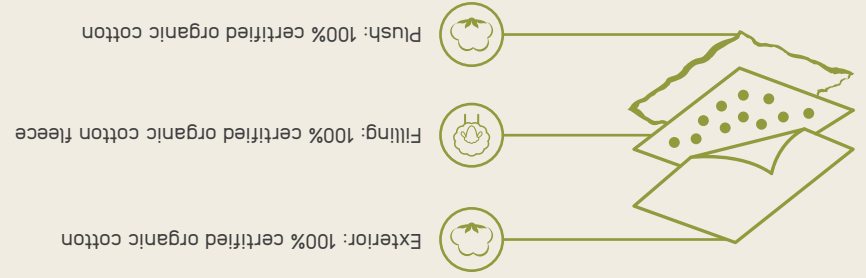 Exterior: 100% certified organic cotton
Filling: 100% certified organic cotton fleece
Plush: 100% certified organic cotton